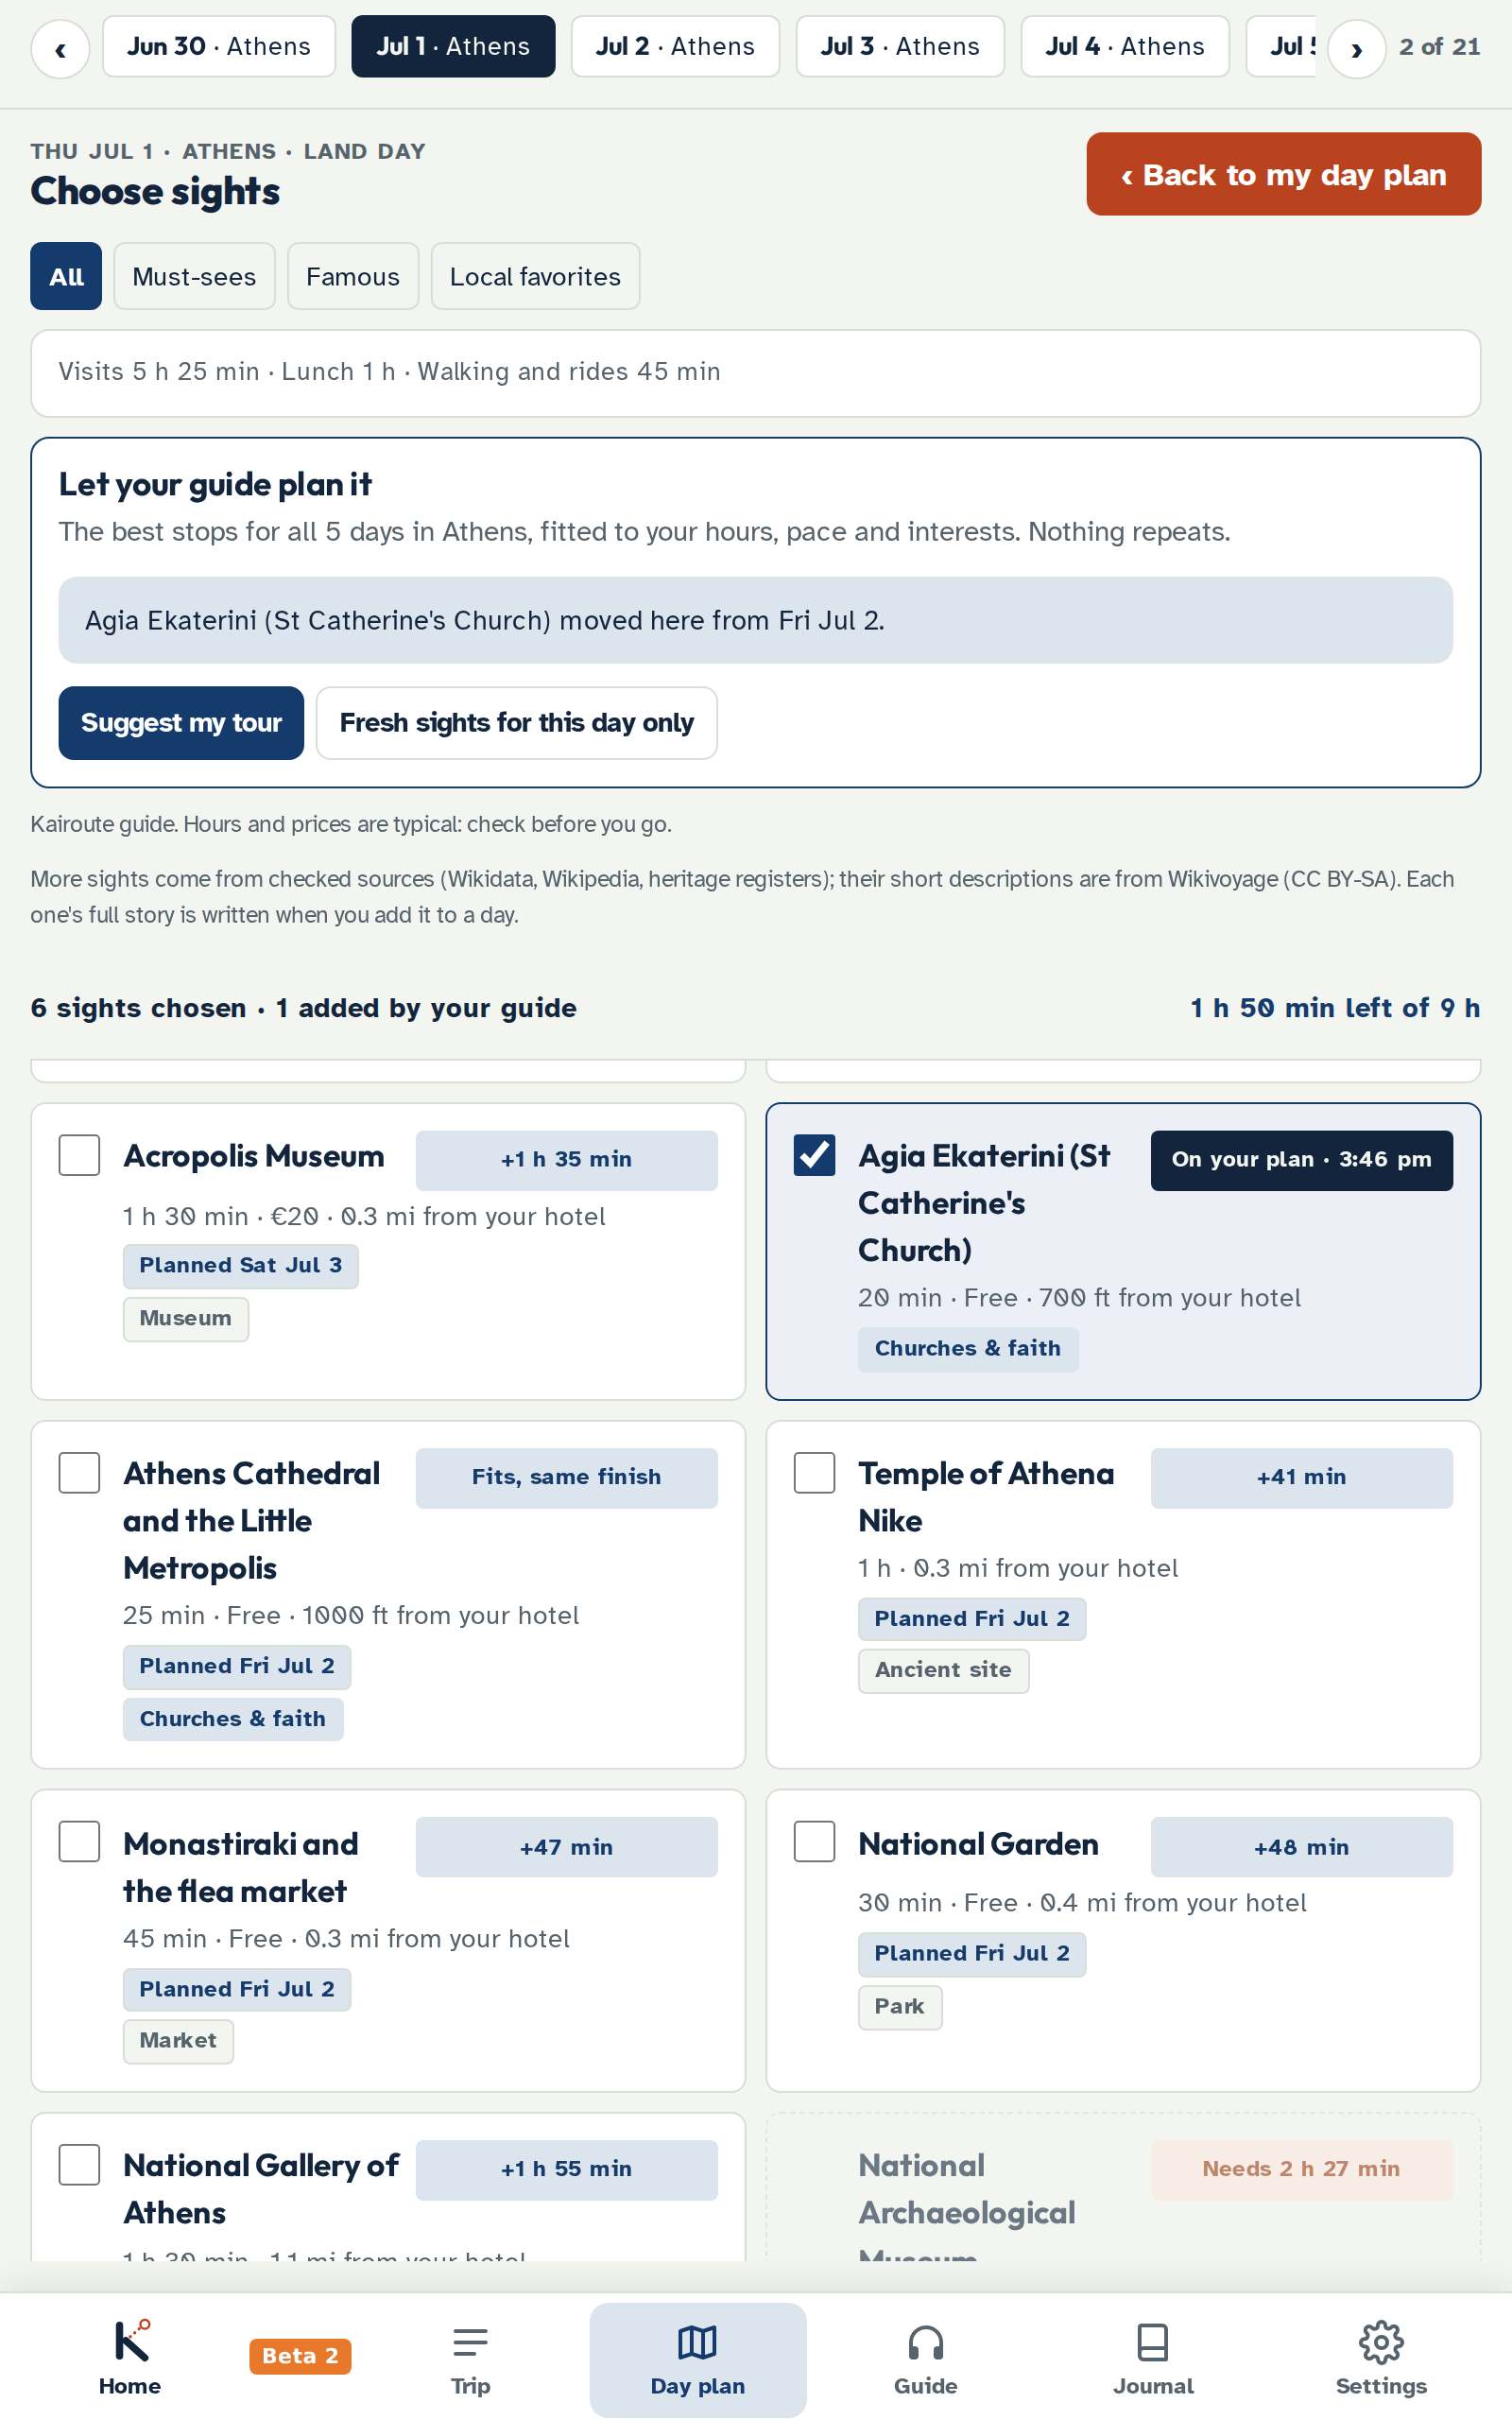 ‹
Jun 30 · Athens
Jul 1 · Athens
Jul 2 · Athens
Jul 3 · Athens
Jul 4 · Athens
Jul
›
2 of 21
THU JUL 1 · ATHENS · LAND DAY
Choose sights
‹ Back to my day plan
All
Must-sees
Famous
Local favorites
Visits 5 h 25 min · Lunch 1 h · Walking and rides 45 min
Let your guide plan it
The best stops for all 5 days in Athens, fitted to your hours, pace and interests. Nothing repeats.
Agia Ekaterini (St Catherine's Church) moved here from Fri Jul 2.
Suggest my tour
Fresh sights for this day only
Kairoute guide. Hours and prices are typical: check before you go.
More sights come from checked sources (Wikidata, Wikipedia, heritage registers); their short descriptions are from Wikivoyage (CC BY-SA). Each
one's full story is written when you add it to a day.
6 sights chosen · 1 added by your guide
1 h 50 min left of 9 h
Acropolis Museum
+1 h 35 min
1 h 30 min · €20 · 0.3 mi from your hotel
Planned Sat Jul 3
Museum
Agia Ekaterini (St
Catherine's
Church)
On your plan · 3:46 pm
20 min · Free · 700 ft from your hotel
Churches & faith
Athens Cathedral
and the Little
Metropolis
Fits, same finish
25 min · Free · 1000 ft from your hotel
Planned Fri Jul 2
Churches & faith
Temple of Athena
Nike
+41 min
1 h · 0.3 mi from your hotel
Planned Fri Jul 2
Ancient site
Monastiraki and
the flea market
+47 min
45 min · Free · 0.3 mi from your hotel
Planned Fri Jul 2
Market
National Garden
+48 min
30 min · Free · 0.4 mi from your hotel
Planned Fri Jul 2
Park
National Gallery of
Athens
+1 h 55 min
1 h 30 min · 1.1 mi from your hotel
National
Archaeological
Museum
Needs 2 h 27 min
Home
Beta 2
Trip
Day plan
Guide
Journal
Settings